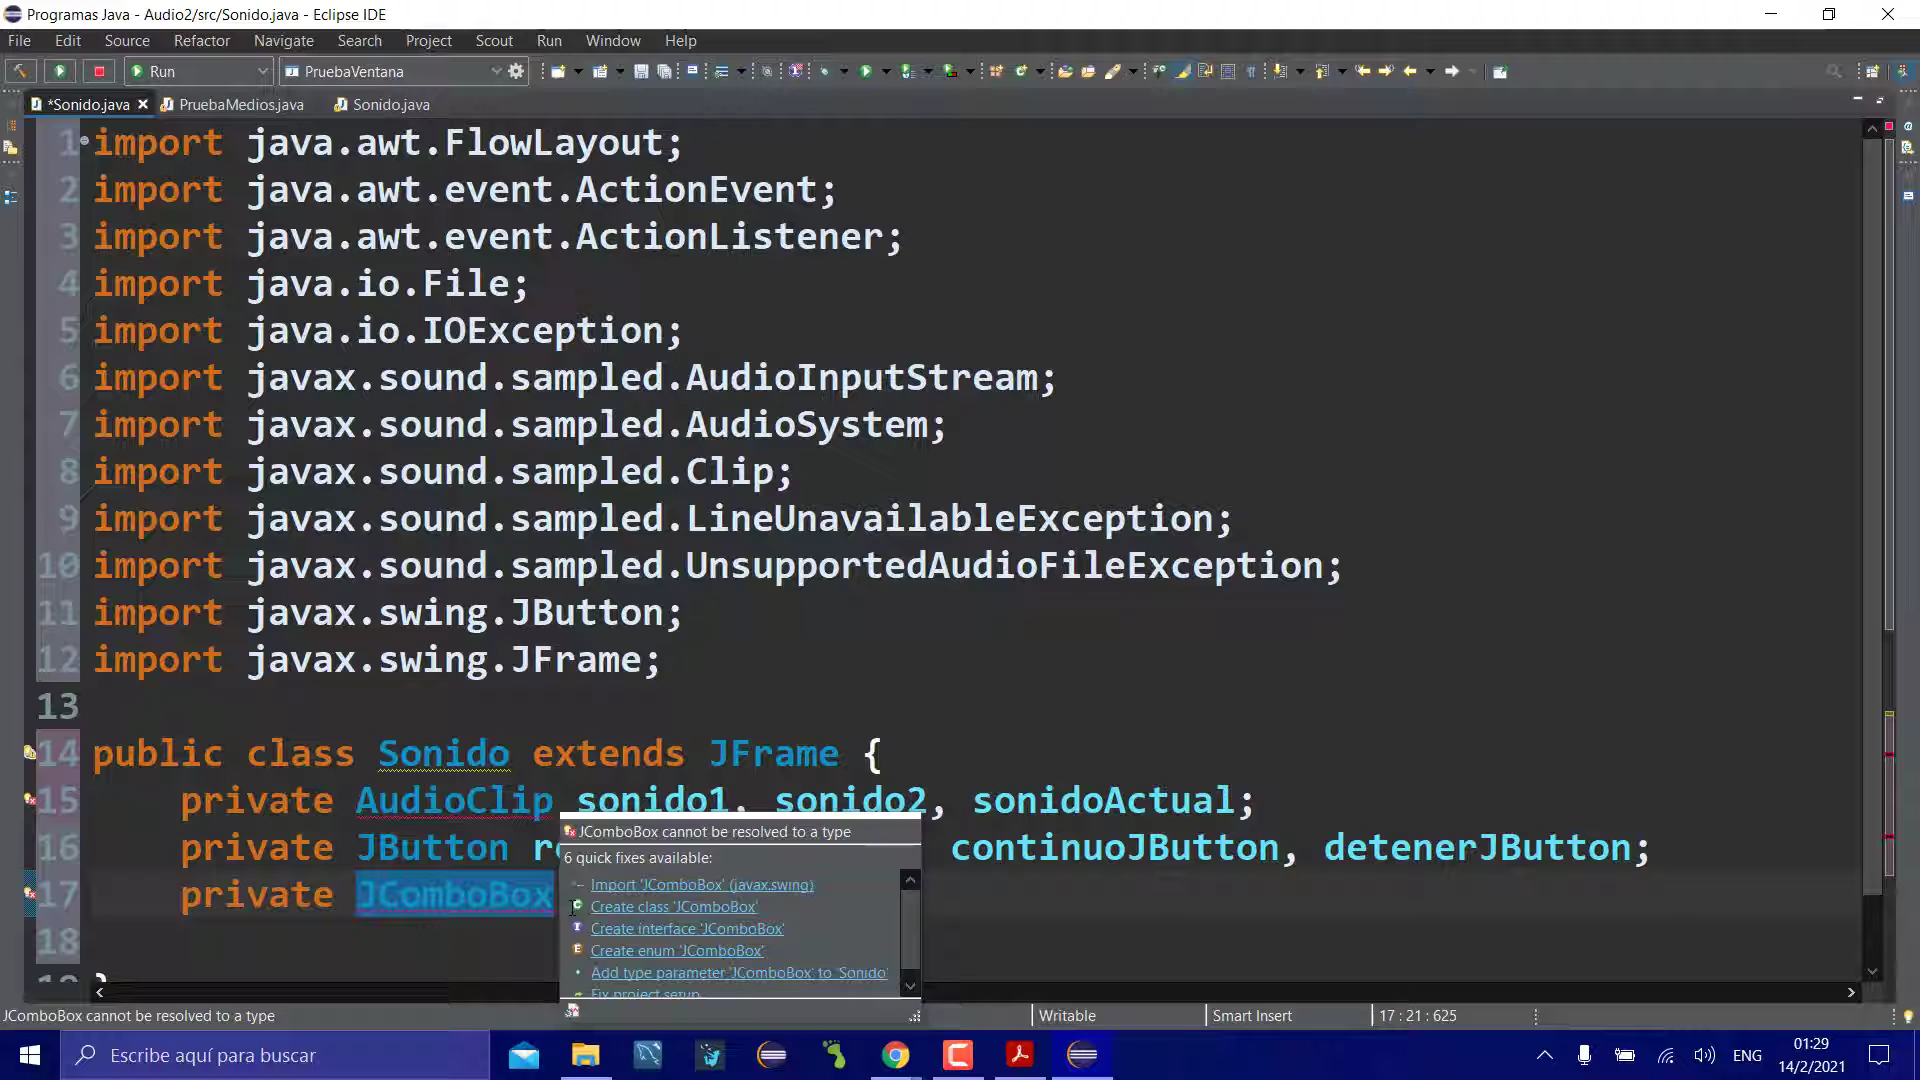 Programas Java - Audio2/src/Sonido.java - Eclipse IDE
File Edit Source Refactor Navigate Search Project Scout Run Window Help
Run PruebaVentana
*Sonido.java PruebaMedios.java Sonido.java
1 import java.awt.FlowLayout;
2 import java.awt.event.ActionEvent;
3 import java.awt.event.ActionListener;
4 import java.io.File;
5 import java.io.IOException;
6 import javax.sound.sampled.AudioInputStream;
7 import javax.sound.sampled.AudioSystem;
8 import javax.sound.sampled.Clip;
9 import javax.sound.sampled.LineUnavailableException;
10 import javax.sound.sampled.UnsupportedAudioFileException;
11 import javax.swing.JButton;
12 import javax.swing.JFrame;
13
14 public class Sonido extends JFrame {
15 private AudioClip sonido1, sonido2, sonidoActual;
16 private JButton continuoJButton, detenerJButton;
17 private JComboBox
18
}
JComboBox cannot be resolved to a type
6 quick fixes available:
Import 'JComboBox' (javax.swing)
Create class 'JComboBox'
Create interface 'JComboBox'
Create enum 'JComboBox'
Add type parameter 'JComboBox' to 'Sonido'
Fix project setup...
JComboBox cannot be resolved to a type Writable Smart Insert 17 : 21 : 625
Escribe aquí para buscar ENG 01:29
14/2/2021